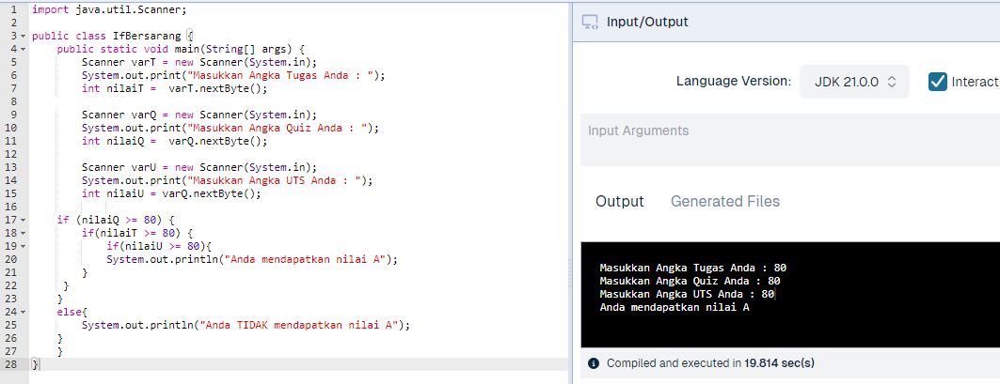 1 import java.util.Scanner;
2
3 public class IfBersarang {
4 public static void main(String[] args) {
5 Scanner varT = new Scanner(System.in);
6 System.out.print("Masukkan Angka Tugas Anda : ");
7 int nilaiT =  varT.nextByte();
8
9 Scanner varQ = new Scanner(System.in);
10 System.out.print("Masukkan Angka Quiz Anda : ");
11 int nilaiQ =  varQ.nextByte();
12
13 Scanner varU = new Scanner(System.in);
14 System.out.print("Masukkan Angka UTS Anda : ");
15 int nilaiU = varQ.nextByte();
16
17 if (nilaiQ >= 80) {
18 if(nilaiT >= 80) {
19 if(nilaiU >= 80){
20 System.out.println("Anda mendapatkan nilai A");
21 }
22 }
23 }
24 else{
25 System.out.println("Anda TIDAK mendapatkan nilai A");
26 }
27 }
28 }
Input/Output
Language Version: JDK 21.0.0 Interact
Input Arguments
Output Generated Files
Masukkan Angka Tugas Anda : 80
Masukkan Angka Quiz Anda : 80
Masukkan Angka UTS Anda : 80
Anda mendapatkan nilai A
Compiled and executed in 19.814 sec(s)